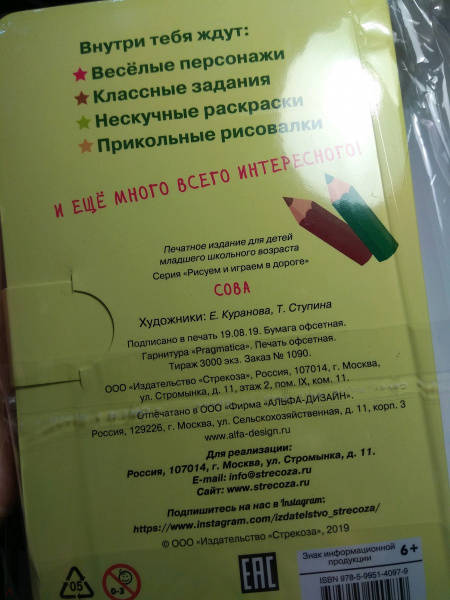 Внутри тебя ждут:
Весёлые персонажи
Классные задания
Нескучные раскраски
Прикольные рисовалки
И ЕЩЁ МНОГО ВСЕГО ИНТЕРЕСНОГО!
Печатное издание для детей
младшего школьного возраста
Серия «Рисуем и играем в дороге»
СОВА
Художники: Е. Куранова, Т. Ступина
Подписано в печать 19.08.19. Бумага офсетная.
Гарнитура «Pragmatica». Печать офсетная.
Тираж 3000 экз. Заказ № 1090.
ООО «Издательство «Стрекоза», Россия, 107014, г. Москва,
ул. Стромынка, д. 11, этаж 2, пом. IX, ком. 11.
Отпечатано в ООО «Фирма «АЛЬФА-ДИЗАЙН».
Россия, 129226, г. Москва, ул. Сельскохозяйственная, д. 11, корп. 3
www.alfa-design.ru
Для реализации:
Россия, 107014, г. Москва, ул. Стромынка, д. 11.
E-mail: info@strecoza.ru
Сайт: www.strecoza.ru
Подпишитесь на нас в Instagram:
https://www.instagram.com/izdatelstvo_strecoza/
© ООО «Издательство «Стрекоза», 2019
05
0-3
EAC
Знак информационной
продукции
6+
ISBN 978-5-9951-4097-9